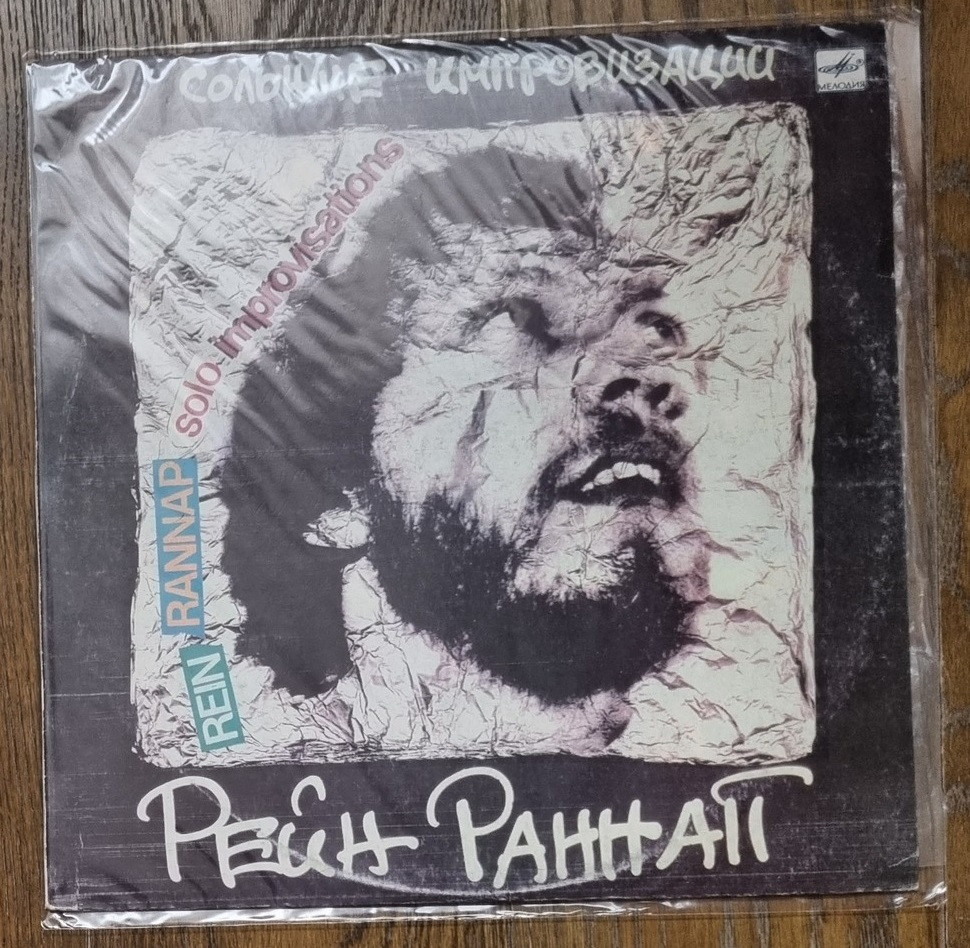 СОЛЬНЫЕ ИМПРОВИЗАЦИИ
МЕЛОДИЯ
solo improvisations
REIN RANNAP
РЕЙН РАННАП